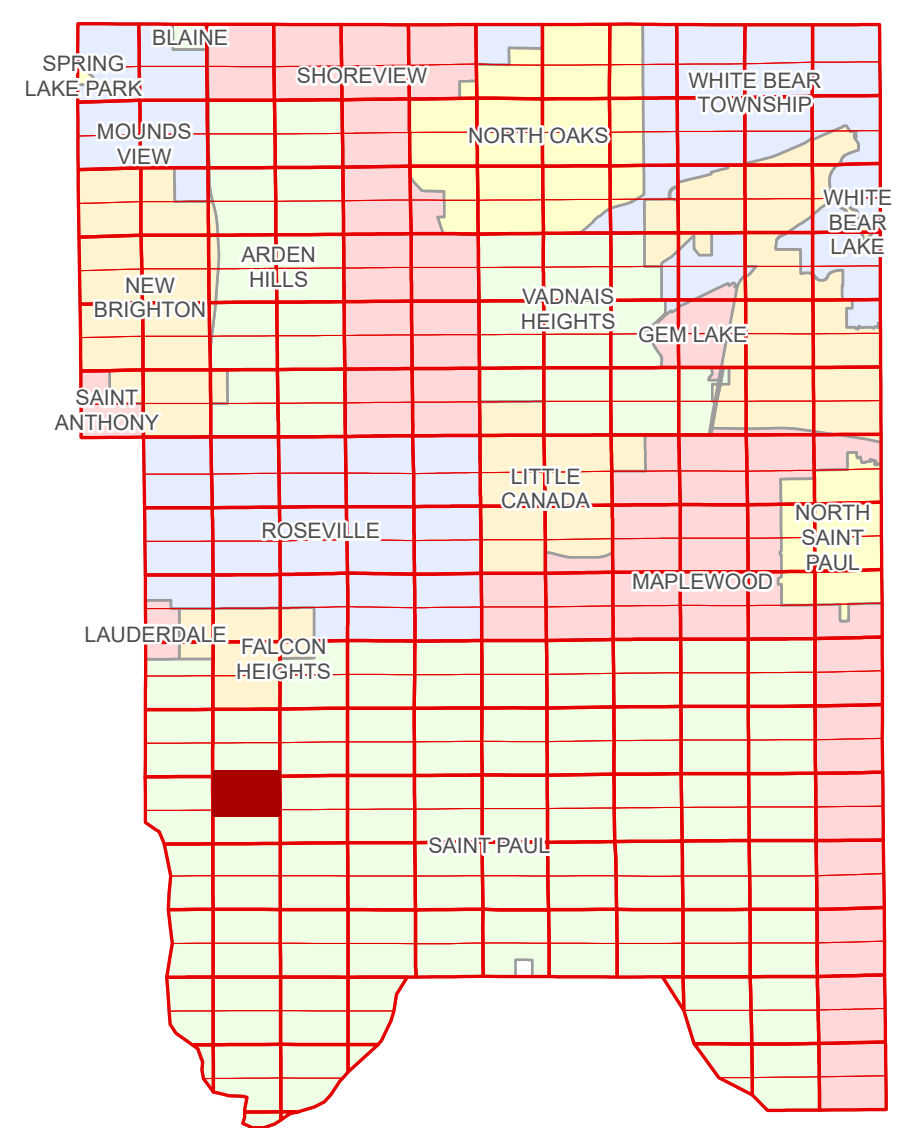 BLAINE
SPRING
LAKE PARK
SHOREVIEW
WHITE BEAR
TOWNSHIP
MOUNDS
VIEW
NORTH OAKS
WHITE
BEAR
LAKE
ARDEN
HILLS
NEW
BRIGHTON
VADNAIS
HEIGHTS
GEM LAKE
SAINT
ANTHONY
LITTLE
CANADA
ROSEVILLE
NORTH
SAINT
PAUL
MAPLEWOOD
LAUDERDALE
FALCON
HEIGHTS
SAINT PAUL